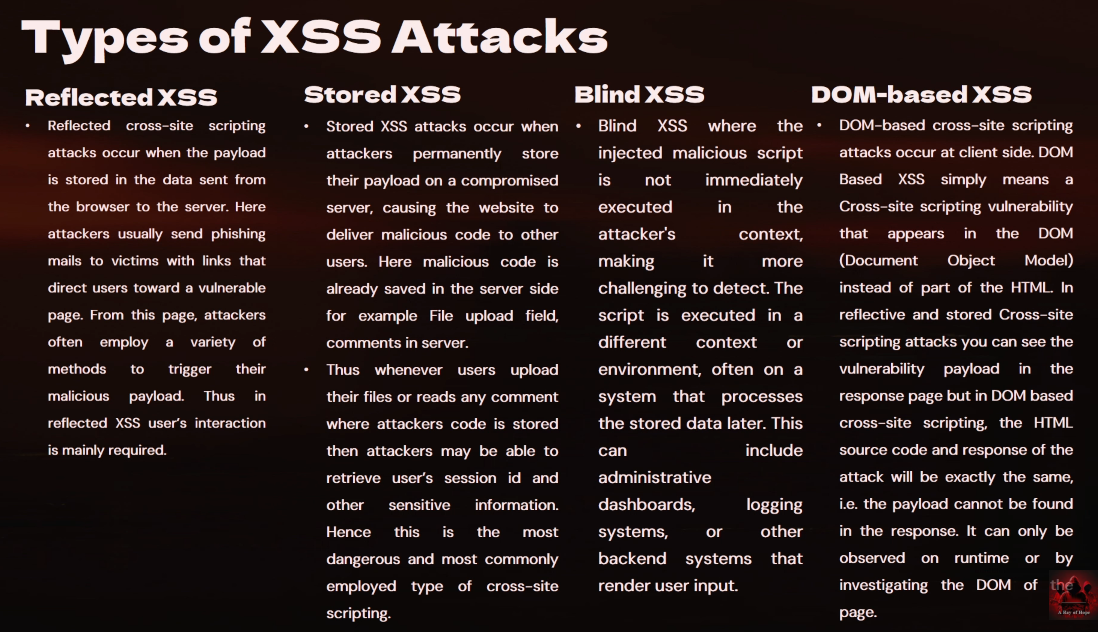 Types of XSS Attacks
Reflected XSS
• Reflected cross-site scripting
attacks occur when the payload
is stored in the data sent from
the browser to the server. Here
attackers usually send phishing
mails to victims with links that
direct users toward a vulnerable
page. From this page, attackers
often employ a variety of
methods to trigger their
malicious payload. Thus in
reflected XSS user's interaction
is mainly required.
Stored XSS
• Stored XSS attacks occur when
attackers permanently store
their payload on a compromised
server, causing the website to
deliver malicious code to other
users. Here malicious code is
already saved in the server side
for example File upload field,
comments in server.
• Thus whenever users upload
their files or reads any comment
where attackers code is stored
then attackers may be able to
retrieve user's session id and
other sensitive information.
Hence this is the most
dangerous and most commonly
employed type of cross-site
scripting.
Blind XSS
• Blind XSS where the
injected malicious script
is not immediately
executed in the
attacker's context,
making it more
challenging to detect. The
script is executed in a
different context or
environment, often on a
system that processes
the stored data later. This
can include
administrative
dashboards, logging
systems, or other
backend systems that
render user input.
DOM-based XSS
• DOM-based cross-site scripting
attacks occur at client side. DOM
Based XSS simply means a
Cross-site scripting vulnerability
that appears in the DOM
(Document Object Model)
instead of part of the HTML. In
reflective and stored Cross-site
scripting attacks you can see the
vulnerability payload in the
response page but in DOM based
cross-site scripting, the HTML
source code and response of the
attack will be exactly the same,
i.e. the payload cannot be found
in the response. It can only be
observed on runtime or by
investigating the DOM of the
page.
A Ray of Hope